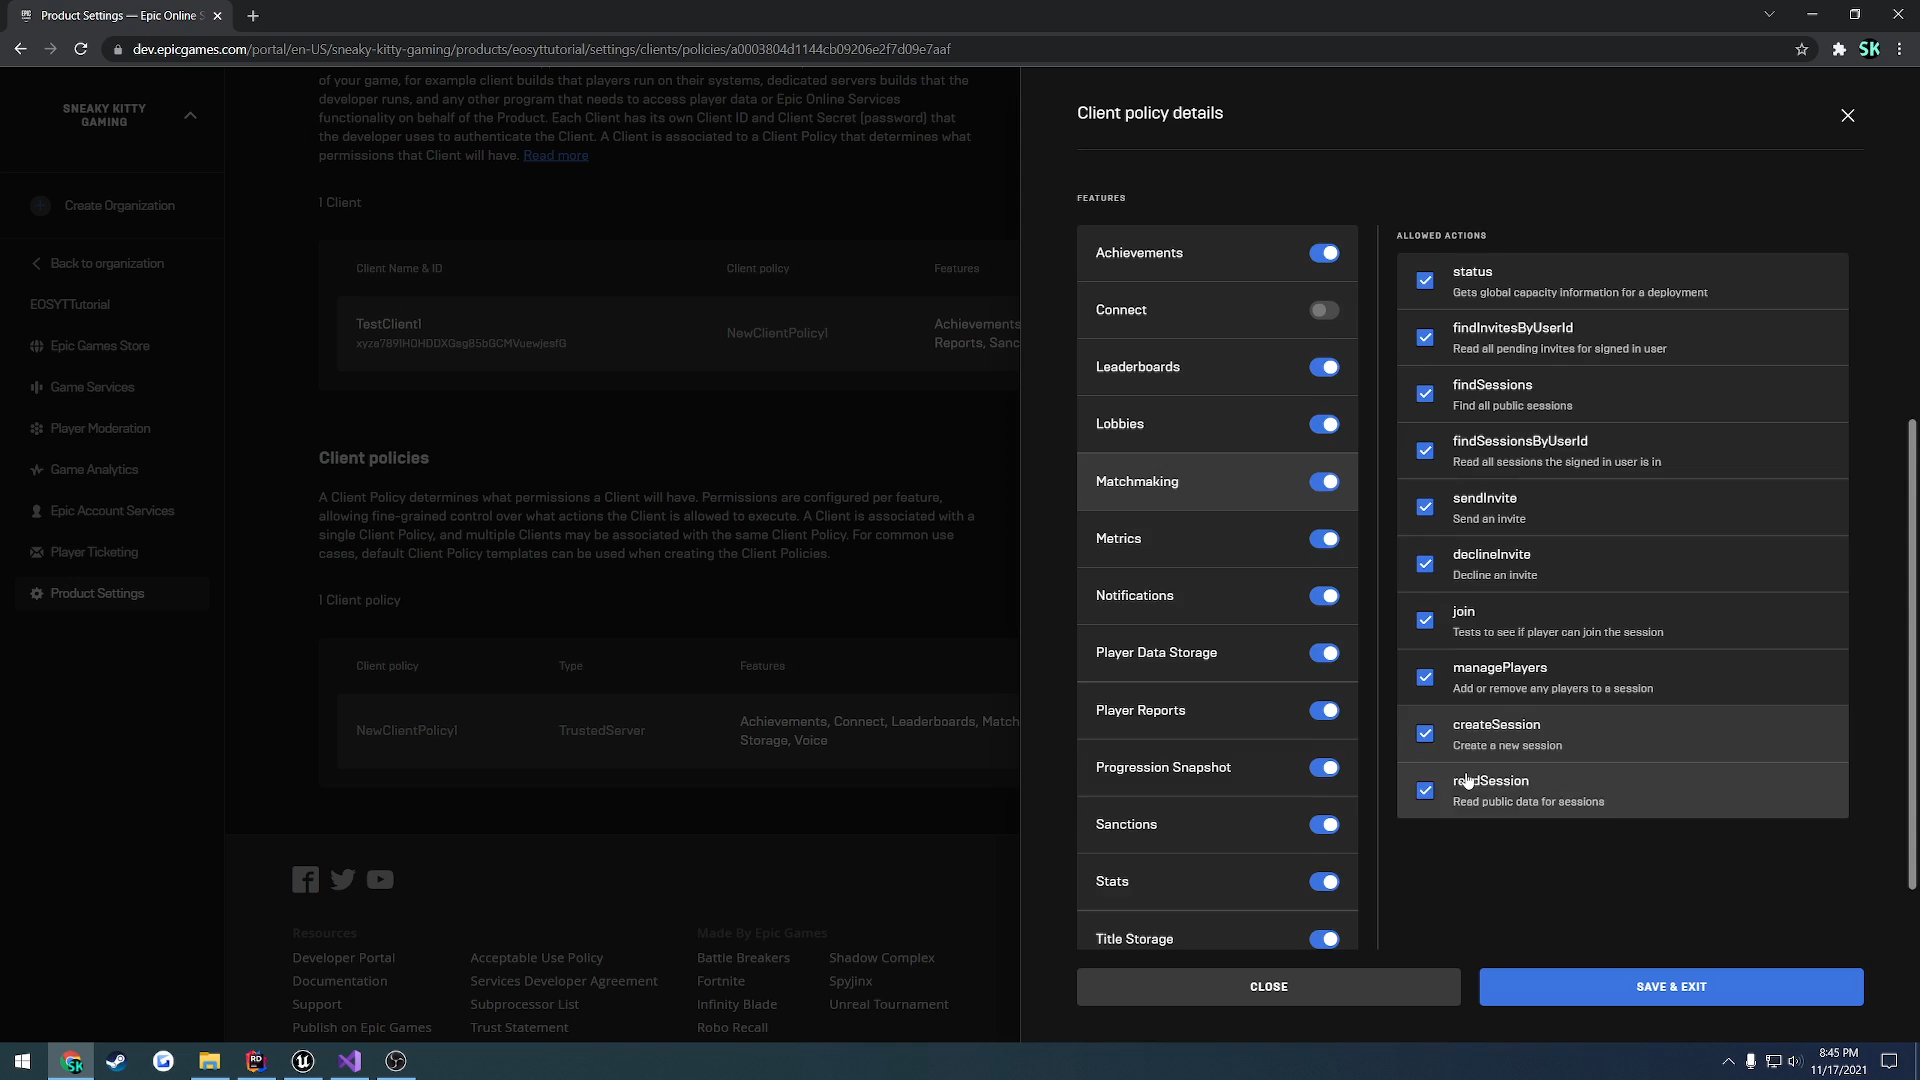 Product Settings — Epic Online S
dev.epicgames.com/portal/en-US/sneaky-kitty-gaming/products/eosyttutorial/settings/clients/policies/a0003804d1144cb09206e2f7d09e7aaf
SK
SNEAKY KITTY
GAMING
Create Organization
Back to organization
EOSYTTutorial
Epic Games Store
Game Services
Player Moderation
Game Analytics
Epic Account Services
Player Ticketing
Product Settings
of your game, for example client builds that players run on their systems, dedicated servers builds that the
developer runs, and any other program that needs to access player data or Epic Online Services
functionality on behalf of the Product. Each Client has its own Client ID and Client Secret (password) that
the developer uses to authenticate the Client. A Client is associated to a Client Policy that determines what
permissions that Client will have. Read more
1 Client
Client Name & ID
Client policy
Features
TestClient1
NewClientPolicy1
Achievements
Reports, Sanc
Client policies
A Client Policy determines what permissions a Client will have. Permissions are configured per feature,
allowing fine-grained control over what actions the Client is allowed to execute. A Client is associated with a
single Client Policy, and multiple Clients may be associated with the same Client Policy. For common use
cases, default Client Policy templates can be used when creating the Client Policies.
1 Client policy
Client policy
Type
Features
NewClientPolicy1
TrustedServer
Achievements, Connect, Leaderboards, Match
Storage, Voice
Resources
Developer Portal
Documentation
Support
Publish on Epic Games
Acceptable Use Policy
Services Developer Agreement
Subprocessor List
Trust Statement
Made By Epic Games
Battle Breakers
Fortnite
Infinity Blade
Robo Recall
Shadow Complex
Spyjinx
Unreal Tournament
Client policy details
FEATURES
Achievements
Connect
Leaderboards
Lobbies
Matchmaking
Metrics
Notifications
Player Data Storage
Player Reports
Progression Snapshot
Sanctions
Stats
Title Storage
ALLOWED ACTIONS
status
Gets global capacity information for a deployment
findInvitesByUserId
Read all pending invites for signed in user
findSessions
Find all public sessions
findSessionsByUserId
Read all sessions the signed in user is in
sendInvite
Send an invite
declineInvite
Decline an invite
join
Tests to see if player can join the session
managePlayers
Add or remove any players to a session
createSession
Create a new session
readSession
Read public data for sessions
CLOSE
SAVE & EXIT
8:45 PM
11/17/2021